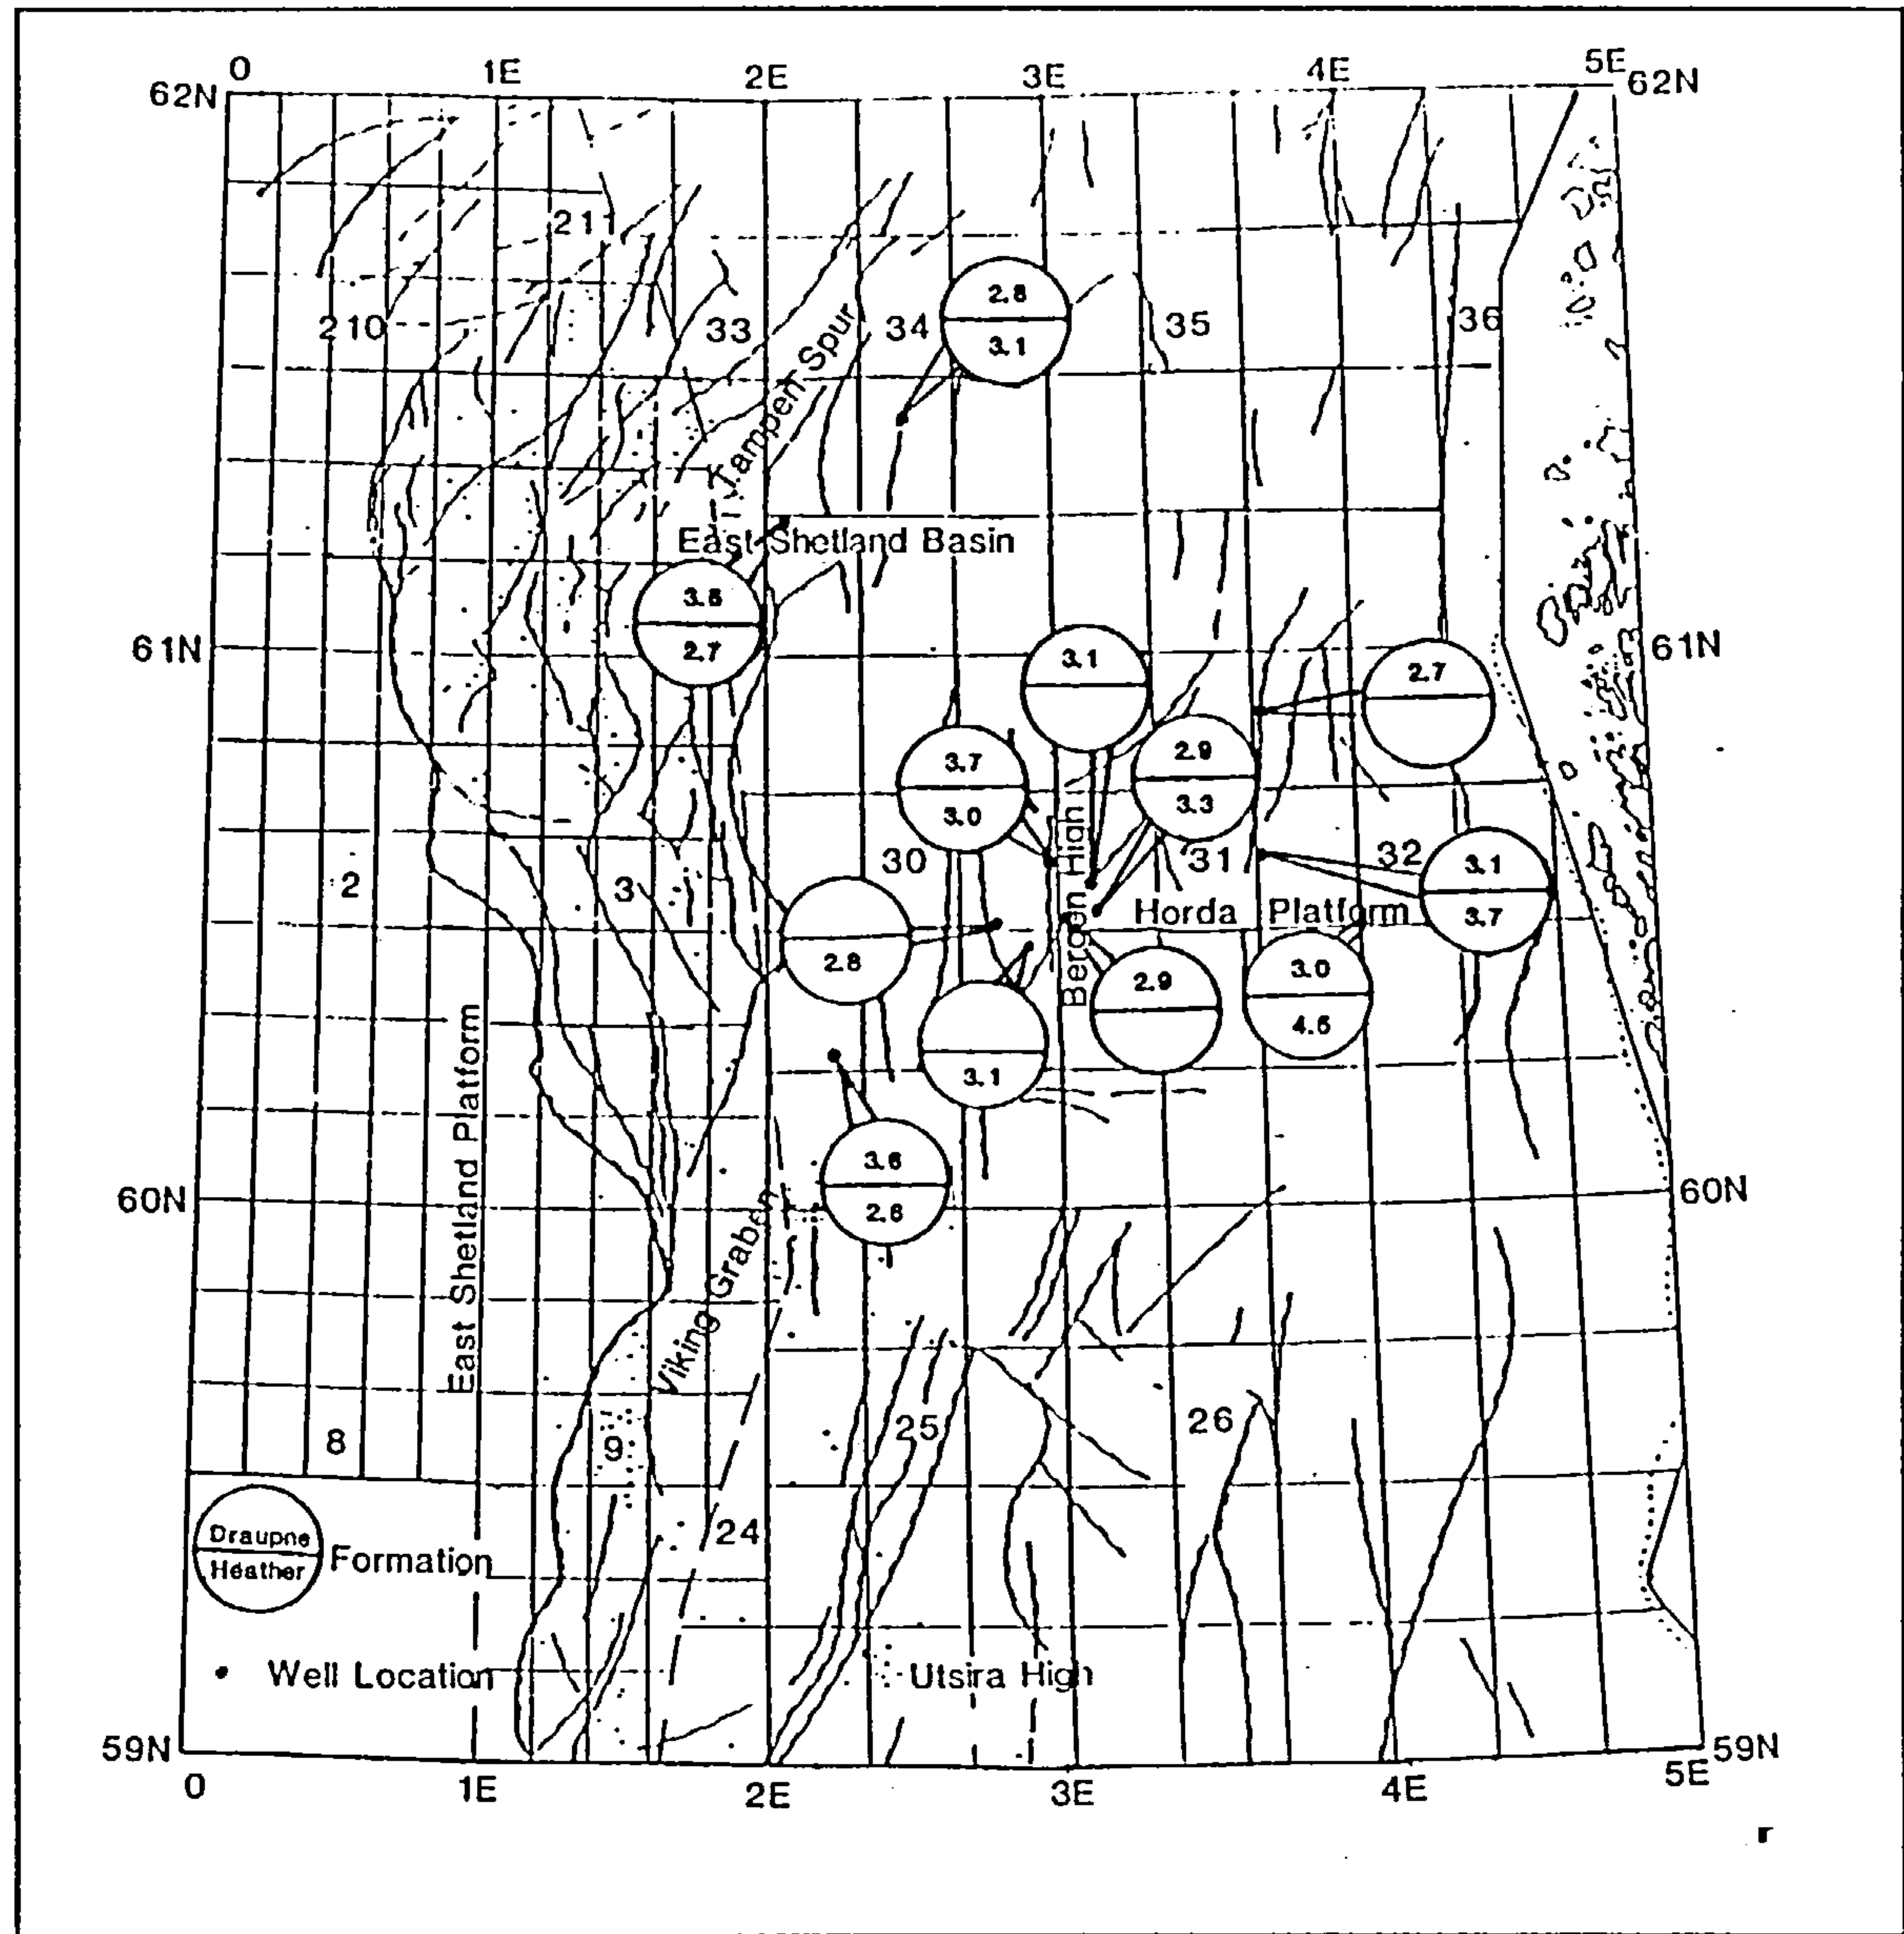 0 1E 2E 3E 4E 5E
62N 62N
211
210 33 34 35 36
2.8
3.1
Tampen Spur
East Shetland Basin
3.8
2.7
61N 61N
3.1
2.7
3.7
3.0
2.9
3.3
2 3 30 31 32
Bergen High
3.1
3.7
Horda Platform
2.8
2.9
3.0
4.5
3.1
East Shetland Platform
3.6
2.8
60N 60N
Viking Graben
8 9 25 26
24
Draupne
Heather
Formation
Well Location
Utsira High
59N 59N
0 1E 2E 3E 4E 5E
r